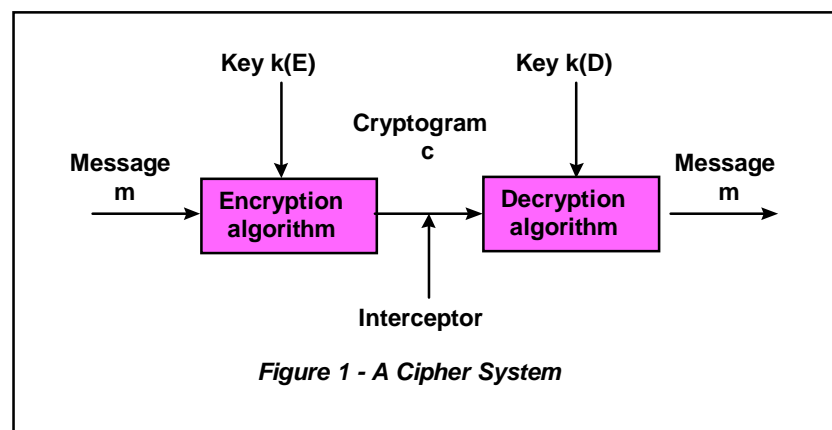 Key k(E)
Key k(D)
Cryptogram
c
Message
m
Encryption
algorithm
Decryption
algorithm
Message
m
Interceptor
Figure 1 - A Cipher System